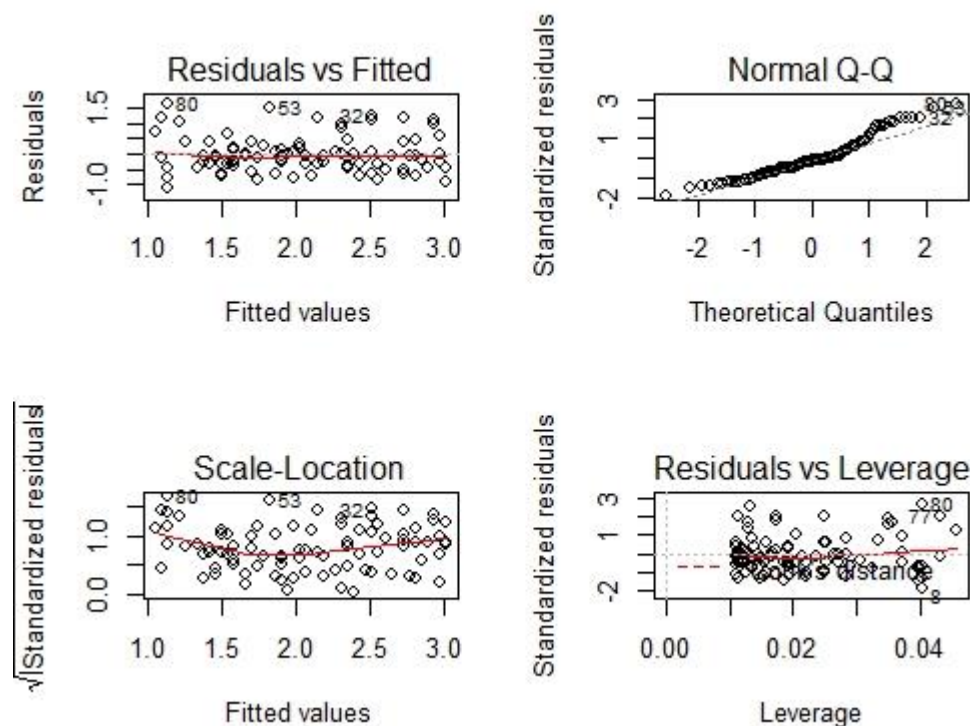 Residuals vs Fitted
Residuals
1.5
-1.0
80
53
32
1.0 1.5 2.0 2.5 3.0
Fitted values
Normal Q-Q
Standardized residuals
3
1
-2
32
-2 -1 0 1 2
Theoretical Quantiles
Scale-Location
√|Standardized residuals|
1.0
0.0
80
53
32
1.0 1.5 2.0 2.5 3.0
Fitted values
Residuals vs Leverage
Standardized residuals
3
1
-2
80
77
8
distance
0.00 0.02 0.04
Leverage